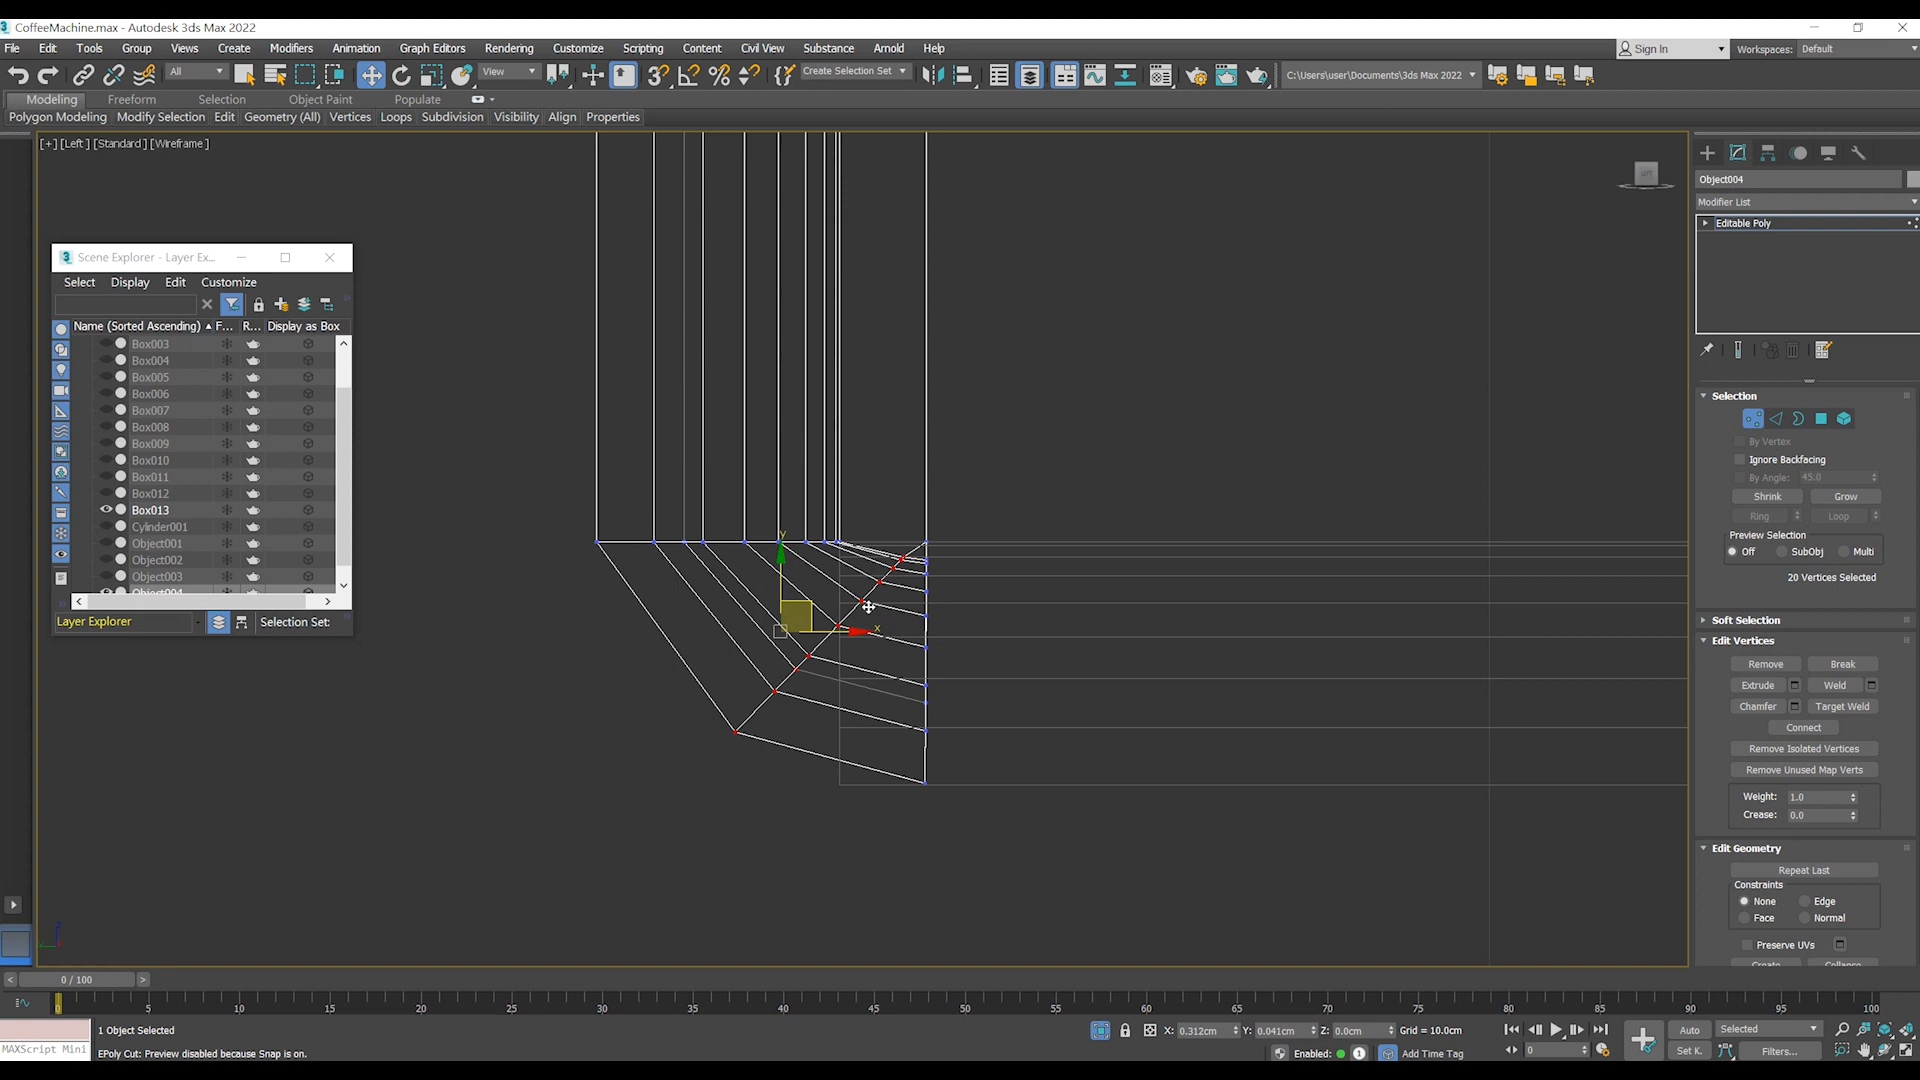 CoffeeMachine.max - Autodesk 3ds Max 2022
File Edit Tools Group Views Create Modifiers Animation Graph Editors Rendering Customize Scripting Content Civil View Substance Arnold Help
Sign In Workspaces: Default
All View Create Selection Set C:\Users\user\Documents\3ds Max 2022
Modeling Freeform Selection Object Paint Populate
Polygon Modeling Modify Selection Edit Geometry (All) Vertices Loops Subdivision Visibility Align Properties
[+] [Left ] [Standard ] [Wireframe ]
Scene Explorer - Layer Ex...
Select Display Edit Customize
Name (Sorted Ascending) F... R... Display as Box
Box003
Box004
Box005
Box006
Box007
Box008
Box009
Box010
Box011
Box012
Box013
Cylinder001
Object001
Object002
Object003
Object004
Layer Explorer Selection Set:
y
x
Object004
Modifier List
Editable Poly
Selection
By Vertex
Ignore Backfacing
By Angle: 45.0
Shrink Grow
Ring Loop
Preview Selection
Off SubObj Multi
20 Vertices Selected
Soft Selection
Edit Vertices
Remove Break
Extrude Weld
Chamfer Target Weld
Connect
Remove Isolated Vertices
Remove Unused Map Verts
Weight: 1.0
Crease: 0.0
Edit Geometry
Repeat Last
Constraints
None Edge
Face Normal
Preserve UVs
Create Collapse
< 0 / 100 >
0 5 10 15 20 25 30 35 40 45 50 55 60 65 70 75 80 85 90 95 100
1 Object Selected X: 0.312cm Y: 0.041cm Z: 0.0cm Grid = 10.0cm Auto Selected
MAXScript Mini EPoly Cut: Preview disabled because Snap is on. Enabled: 1 Add Time Tag 0 Set K. Filters...